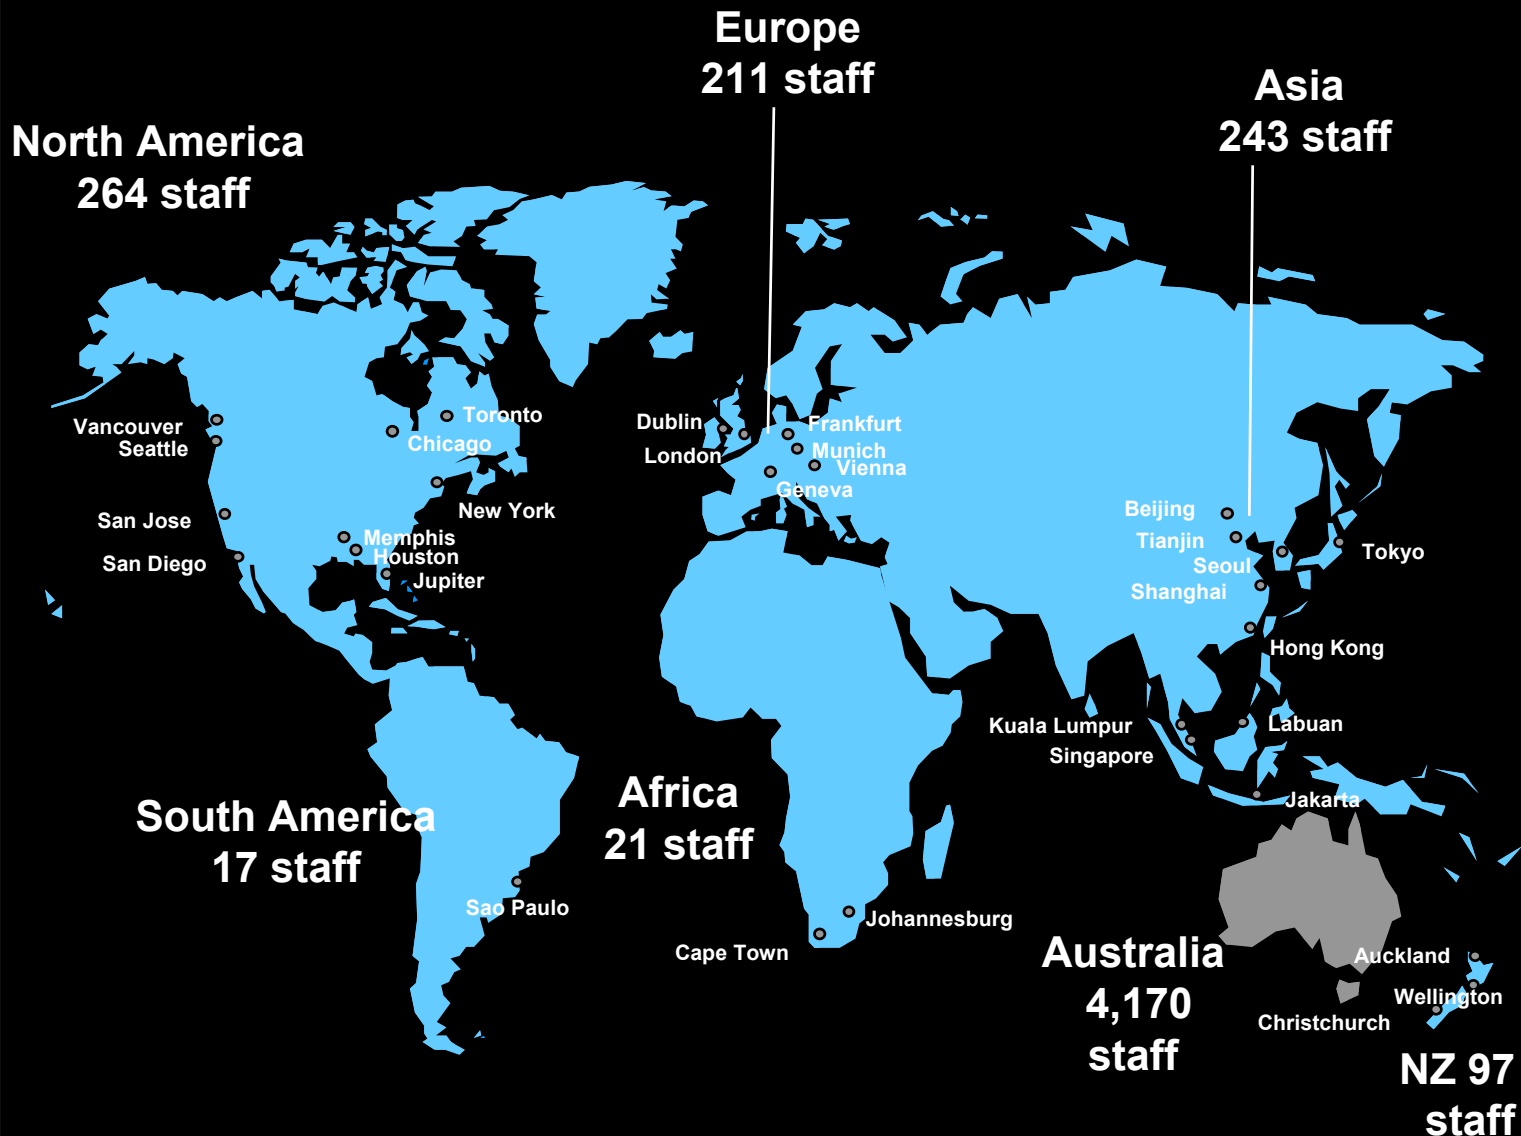 Europe
211 staff
Asia
243 staff
North America
264 staff
Vancouver
Seattle
Toronto
Chicago
New York
San Jose
San Diego
Memphis
Houston
Jupiter
Dublin
London
Frankfurt
Munich
Vienna
Geneva
Beijing
Tianjin
Seoul
Shanghai
Tokyo
Hong Kong
Kuala Lumpur
Singapore
Labuan
Jakarta
South America
17 staff
Sao Paulo
Africa
21 staff
Johannesburg
Cape Town
Australia
4,170
staff
Auckland
Wellington
Christchurch
NZ 97
staff